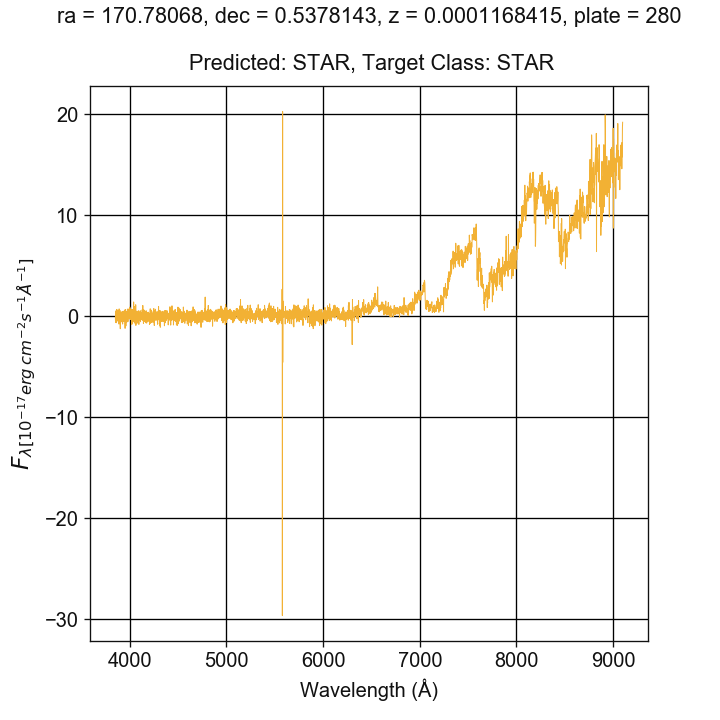 ra = 170.78068, dec = 0.5378143, z = 0.0001168415, plate = 280
Predicted: STAR, Target Class: STAR
20
10
0
−10
−20
−30
F_{λ[10^{−17}erg cm^{−2}s^{−1}Å^{−1}]}
4000 5000 6000 7000 8000 9000
Wavelength (Å)